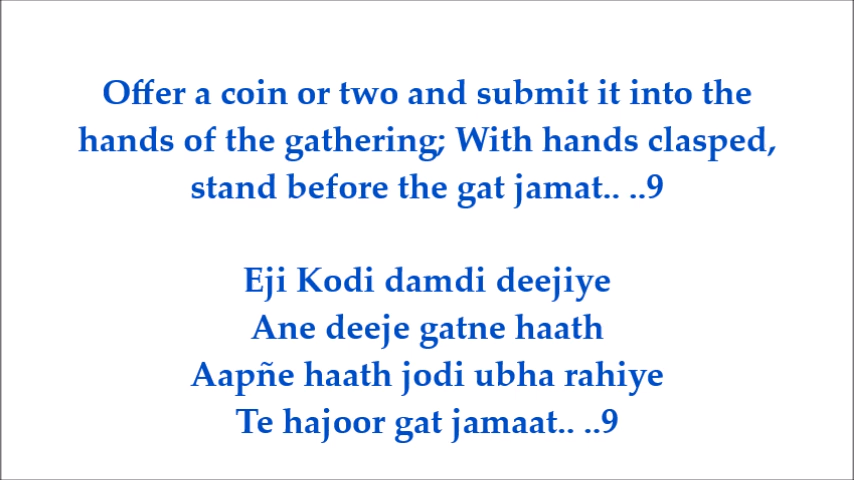 Offer a coin or two and submit it into the
hands of the gathering; With hands clasped,
stand before the gat jamat.. ..9
Eji Kodi damdi deejiye
Ane deeje gatne haath
Aapñe haath jodi ubha rahiye
Te hajoor gat jamaat.. ..9